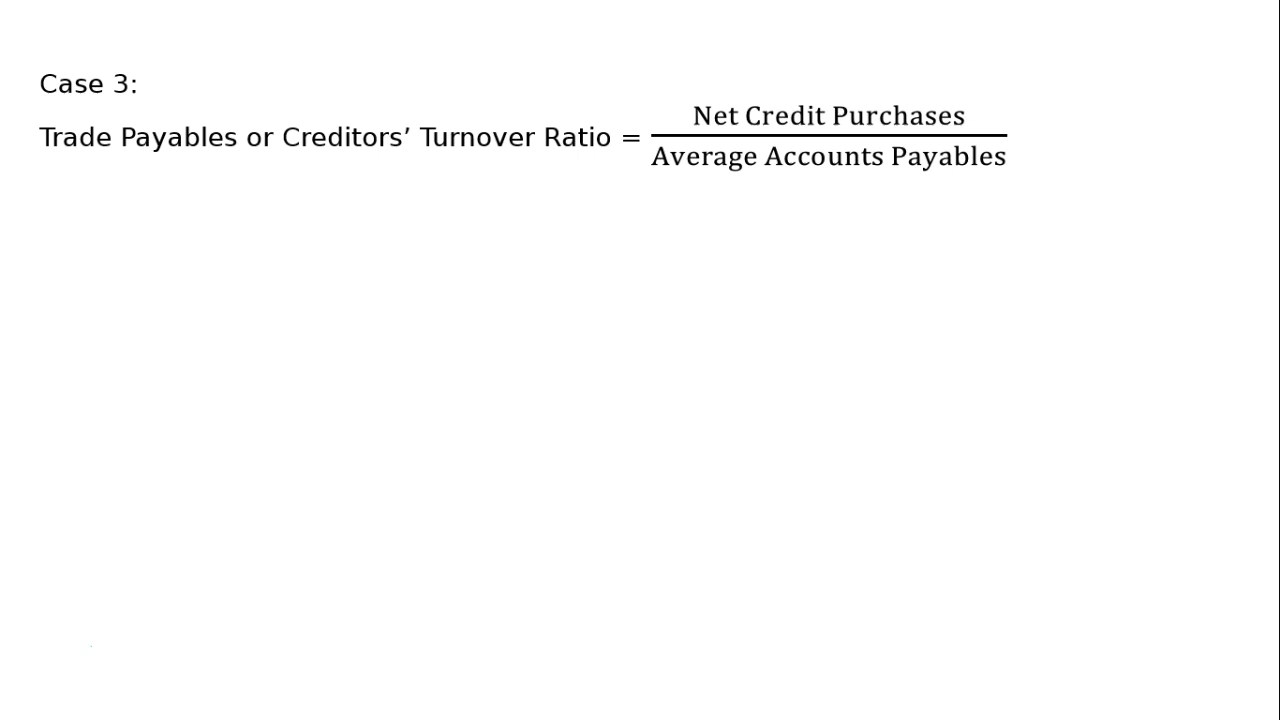 Case 3:
Trade Payables or Creditors’ Turnover Ratio = Net Credit Purchases / Average Accounts Payables